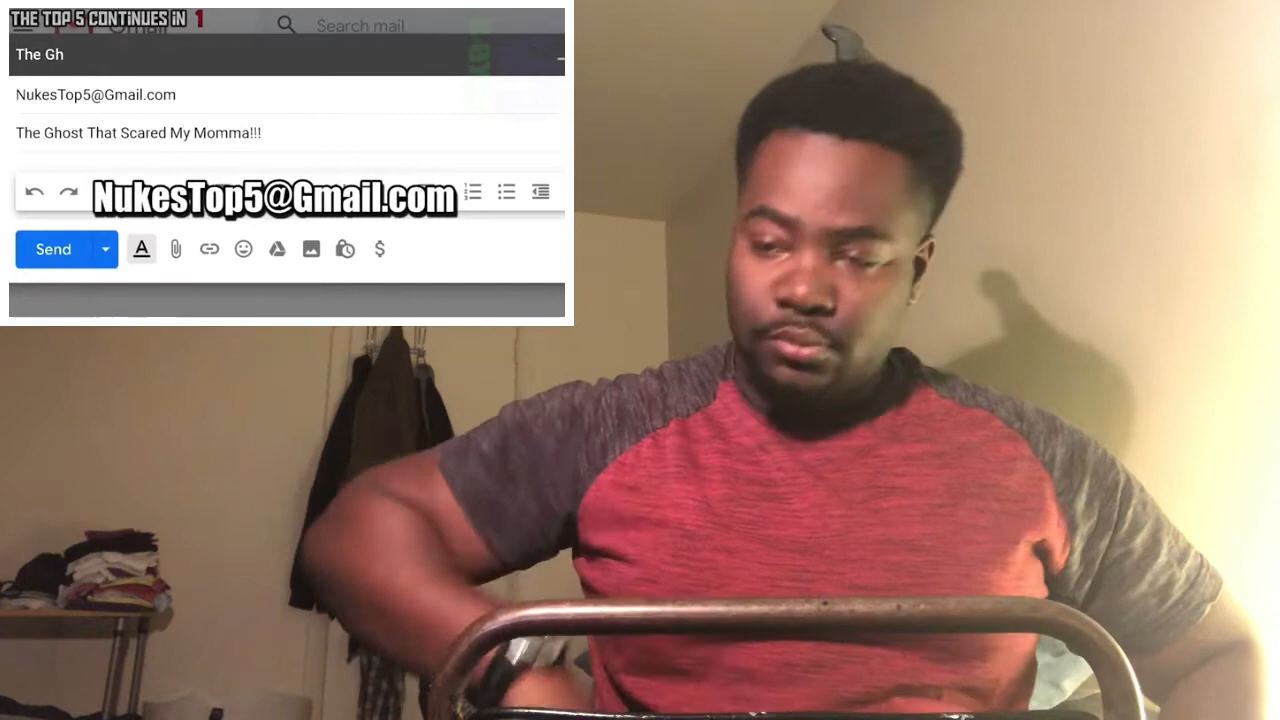 THE TOP 5 CONTINUES IN 1
Gmail
Search mail
The Gh
NukesTop5@Gmail.com
The Ghost That Scared My Momma!!!
NukesTop5@Gmail.com
Send